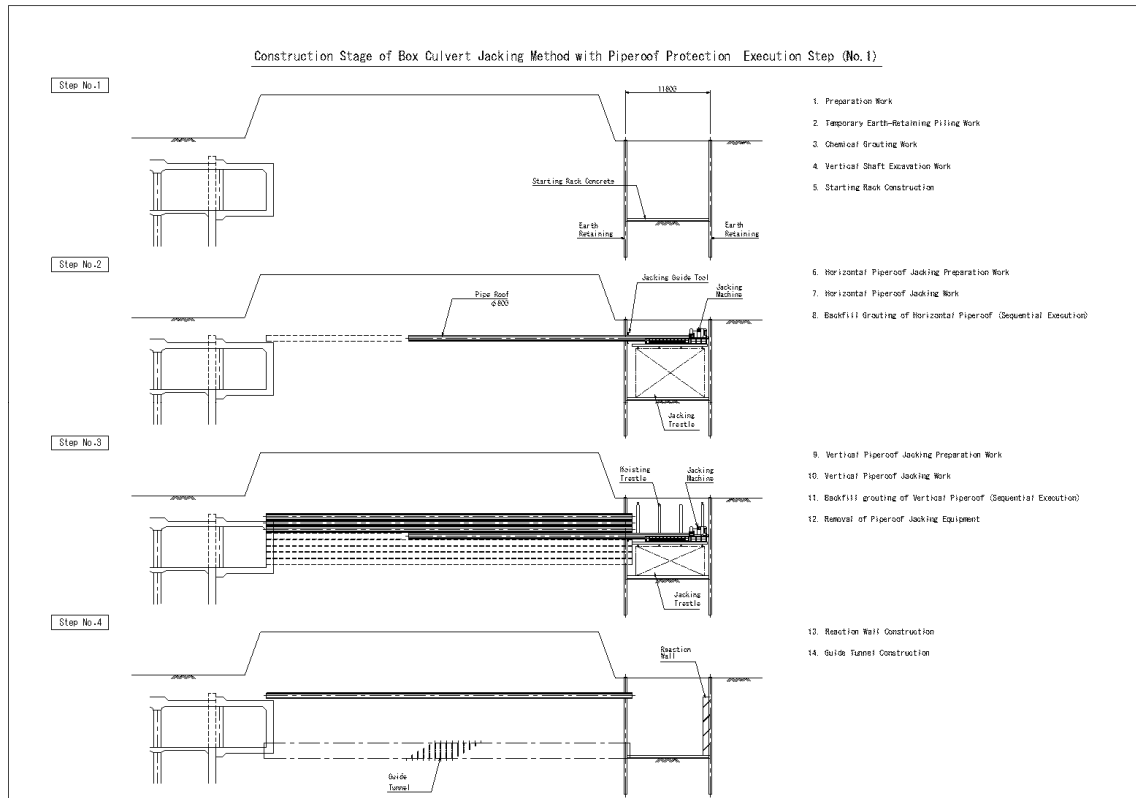 Construction Stage of Box Culvert Jacking Method with Piperoof Protection Execution Step (No.1)
Step No.1
11800
Starting Rack Concrete
Earth
Retaining
Earth
Retaining
1. Preparation Work
2. Temporary Earth-Retaining Piling Work
3. Chemical Grouting Work
4. Vertical Shaft Excavation Work
5. Starting Rack Construction
Step No.2
Pipe Roof
φ800
Jacking Guide Tool
Jacking
Machine
Jacking
Trestle
6. Horizontal Piperoof Jacking Preparation Work
7. Horizontal Piperoof Jacking Work
8. Backfill Grouting of Horizontal Piperoof (Sequential Execution)
Step No.3
Hoisting
Trestle
Jacking
Machine
Jacking
Trestle
9. Vertical Piperoof Jacking Preparation Work
10. Vertical Piperoof Jacking Work
11. Backfill grouting of Vertical Piperoof (Sequential Execution)
12. Removal of Piperoof Jacking Equipment
Step No.4
Reaction
Wall
Guide
Tunnel
13. Reaction Wall Construction
14. Guide Tunnel Construction